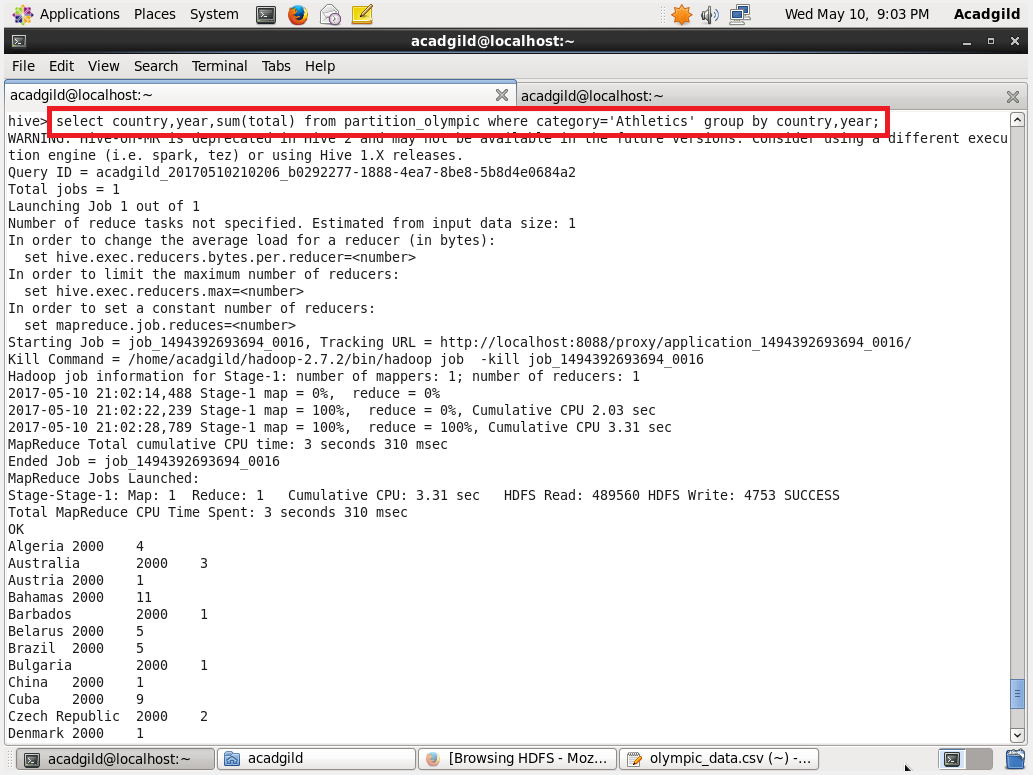 Applications Places System Wed May 10, 9:03 PM Acadgild
acadgild@localhost:~
File Edit View Search Terminal Tabs Help
acadgild@localhost:~ acadgild@localhost:~
hive> select country,year,sum(total) from partition_olympic where category='Athletics' group by country,year;
WARNING: Hive-on-MR is deprecated in Hive 2 and may not be available in the future versions. Consider using a different execu
tion engine (i.e. spark, tez) or using Hive 1.X releases.
Query ID = acadgild_20170510210206_b0292277-1888-4ea7-8be8-5b8d4e0684a2
Total jobs = 1
Launching Job 1 out of 1
Number of reduce tasks not specified. Estimated from input data size: 1
In order to change the average load for a reducer (in bytes):
  set hive.exec.reducers.bytes.per.reducer=<number>
In order to limit the maximum number of reducers:
  set hive.exec.reducers.max=<number>
In order to set a constant number of reducers:
  set mapreduce.job.reduces=<number>
Starting Job = job_1494392693694_0016, Tracking URL = http://localhost:8088/proxy/application_1494392693694_0016/
Kill Command = /home/acadgild/hadoop-2.7.2/bin/hadoop job  -kill job_1494392693694_0016
Hadoop job information for Stage-1: number of mappers: 1; number of reducers: 1
2017-05-10 21:02:14,488 Stage-1 map = 0%,  reduce = 0%
2017-05-10 21:02:22,239 Stage-1 map = 100%,  reduce = 0%, Cumulative CPU 2.03 sec
2017-05-10 21:02:28,789 Stage-1 map = 100%,  reduce = 100%, Cumulative CPU 3.31 sec
MapReduce Total cumulative CPU time: 3 seconds 310 msec
Ended Job = job_1494392693694_0016
MapReduce Jobs Launched:
Stage-Stage-1: Map: 1  Reduce: 1   Cumulative CPU: 3.31 sec   HDFS Read: 489560 HDFS Write: 4753 SUCCESS
Total MapReduce CPU Time Spent: 3 seconds 310 msec
OK
Algeria 2000    4
Australia       2000    3
Austria 2000    1
Bahamas 2000    11
Barbados        2000    1
Belarus 2000    5
Brazil  2000    5
Bulgaria        2000    1
China   2000    1
Cuba    2000    9
Czech Republic  2000    2
Denmark 2000    1
acadgild@localhost:~ acadgild [Browsing HDFS - Moz... olympic_data.csv (~) -...